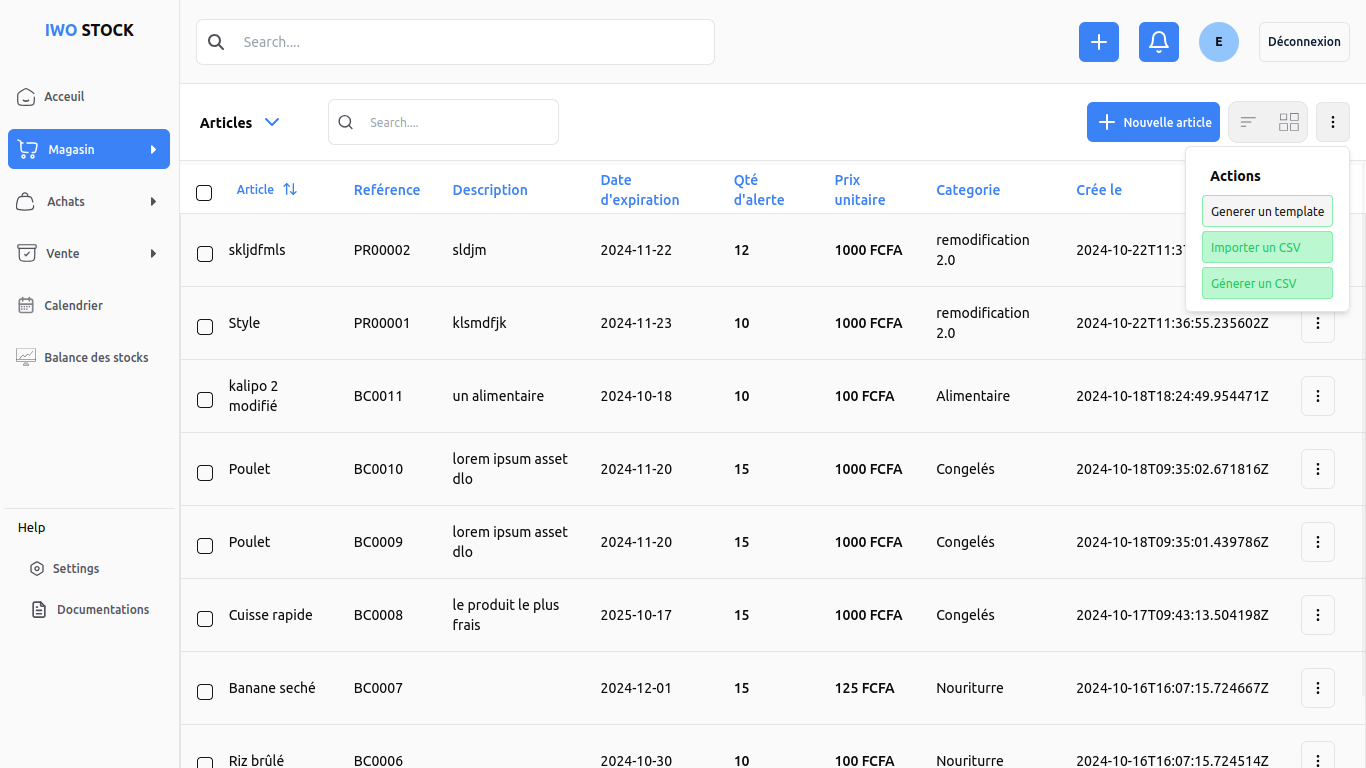 IWO STOCK
Search....
E
Déconnexion
Acceuil
Magasin
Achats
Vente
Calendrier
Balance des stocks
Help
Settings
Documentations
Articles
Search....
Nouvelle article
Actions
Generer un template
Importer un CSV
Génerer un CSV
Article
Reférence
Description
Date
d'expiration
Qté
d'alerte
Prix
unitaire
Categorie
Crée le
skljdfmls
PR00002
sldjm
2024-11-22
12
1000 FCFA
remodification
2.0
2024-10-22T11:37
Style
PR00001
klsmdfjk
2024-11-23
10
1000 FCFA
remodification
2.0
2024-10-22T11:36:55.235602Z
kalipo 2
modifié
BC0011
un alimentaire
2024-10-18
10
100 FCFA
Alimentaire
2024-10-18T18:24:49.954471Z
Poulet
BC0010
lorem ipsum asset
dlo
2024-11-20
15
1000 FCFA
Congelés
2024-10-18T09:35:02.671816Z
Poulet
BC0009
lorem ipsum asset
dlo
2024-11-20
15
1000 FCFA
Congelés
2024-10-18T09:35:01.439786Z
Cuisse rapide
BC0008
le produit le plus
frais
2025-10-17
15
1000 FCFA
Congelés
2024-10-17T09:43:13.504198Z
Banane seché
BC0007
2024-12-01
15
125 FCFA
Nouriturre
2024-10-16T16:07:15.724667Z
Riz brûlé
BC0006
2024-10-30
10
100 FCFA
Nouriturre
2024-10-16T16:07:15.724514Z